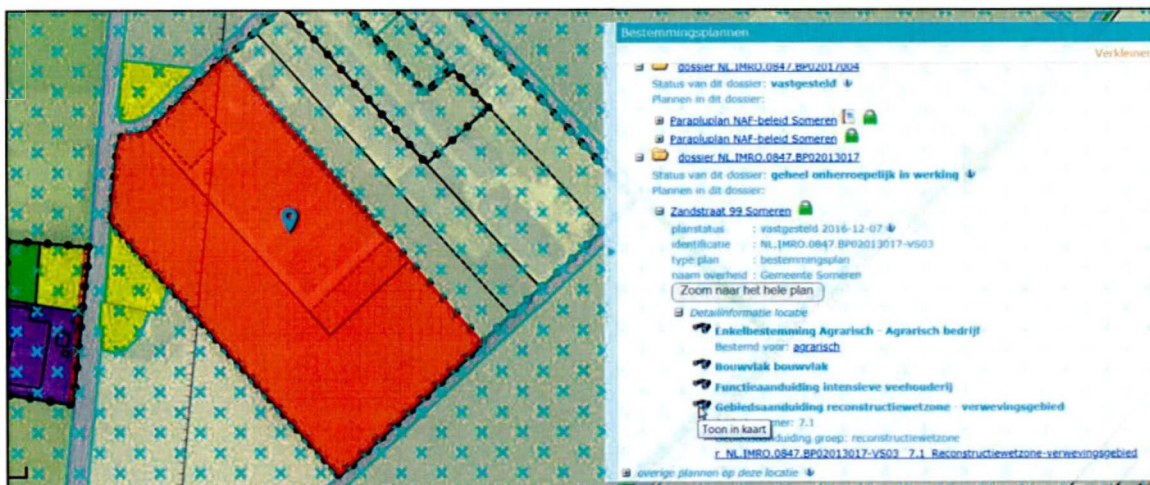 Bestemmingsplannen
Verkleinen
dossier NL.IMRO.0847.BP02017004
Status van dit dossier: vastgesteld
Plannen in dit dossier:
Parapluplan NAF-beleid Someren
Parapluplan NAF-beleid Someren
dossier NL.IMRO.0847.BP02013017
Status van dit dossier: geheel onherroepelijk in werking
Plannen in dit dossier:
Zandstraat 99 Someren
planstatus : vastgesteld 2016-12-07
identificatie : NL.IMRO.0847.BP02013017-VS03
type plan : bestemmingsplan
naam overheid : Gemeente Someren
Zoom naar het hele plan
Detailinformatie locatie
Enkelbestemming Agrarisch - Agrarisch bedrijf
Bestemd voor: agrarisch
Bouwvlak bouwvlak
Functieaanduiding intensieve veehouderij
Gebiedsaanduiding reconstructiewetzone - verwevingsgebied
Toon in kaart
mer: 7.1
aanduiding groep: reconstructiewetzone
r_NL.IMRO.0847.BP02013017-VS03_7.1_Reconstructiewetzone-verwevingsgebied
overige plannen op deze locatie